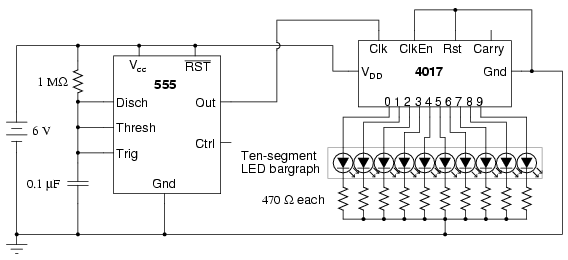 Clk ClkEn Rst Carry
V_CC RST
555
V_DD 4017 Gnd
1 MΩ
Disch Out
0 1 2 3 4 5 6 7 8 9
Thresh
6 V
Ctrl
Trig
Ten-segment
LED bargraph
0.1 µF
Gnd
470 Ω each